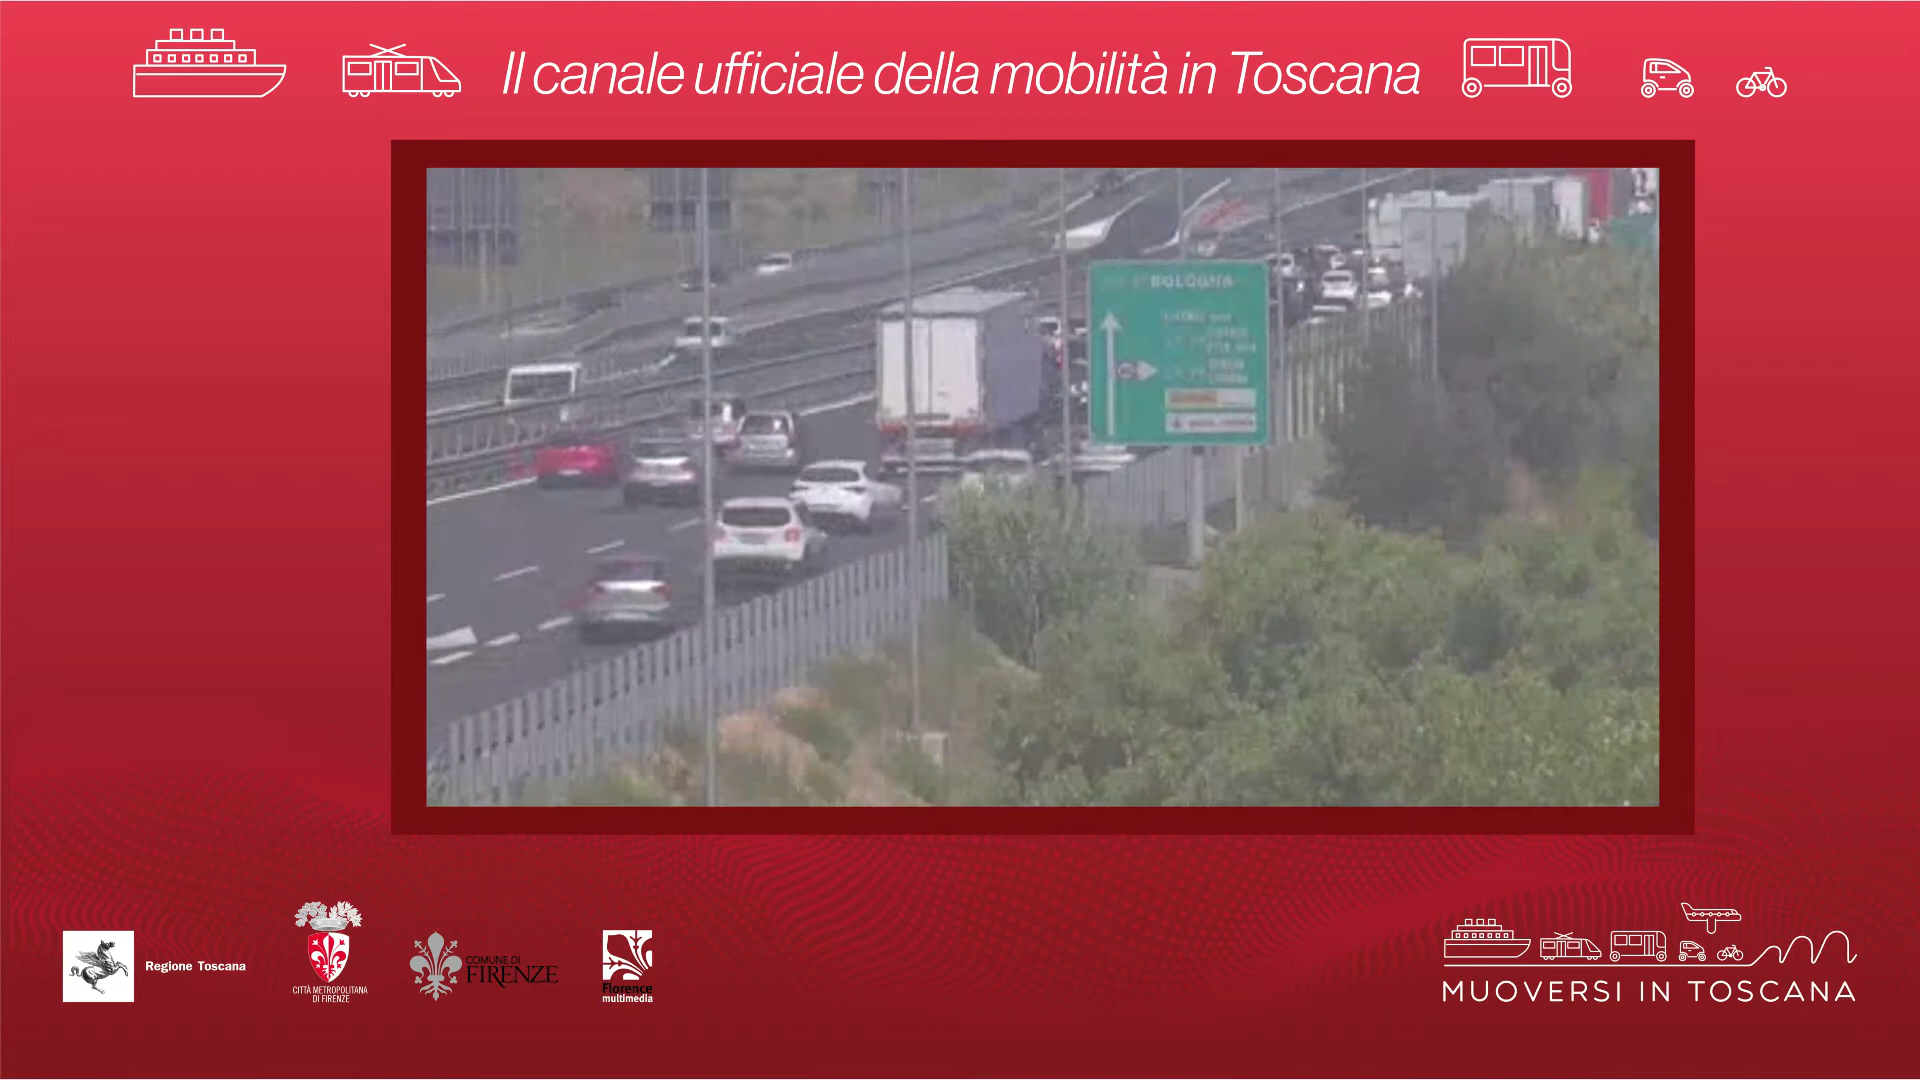 Il canale ufficiale della mobilità in Toscana
BOLOGNA
Regione Toscana
CITTÀ METROPOLITANA
DI FIRENZE
COMUNE DI
FIRENZE
Florence
multimedia
MUOVERSI IN TOSCANA